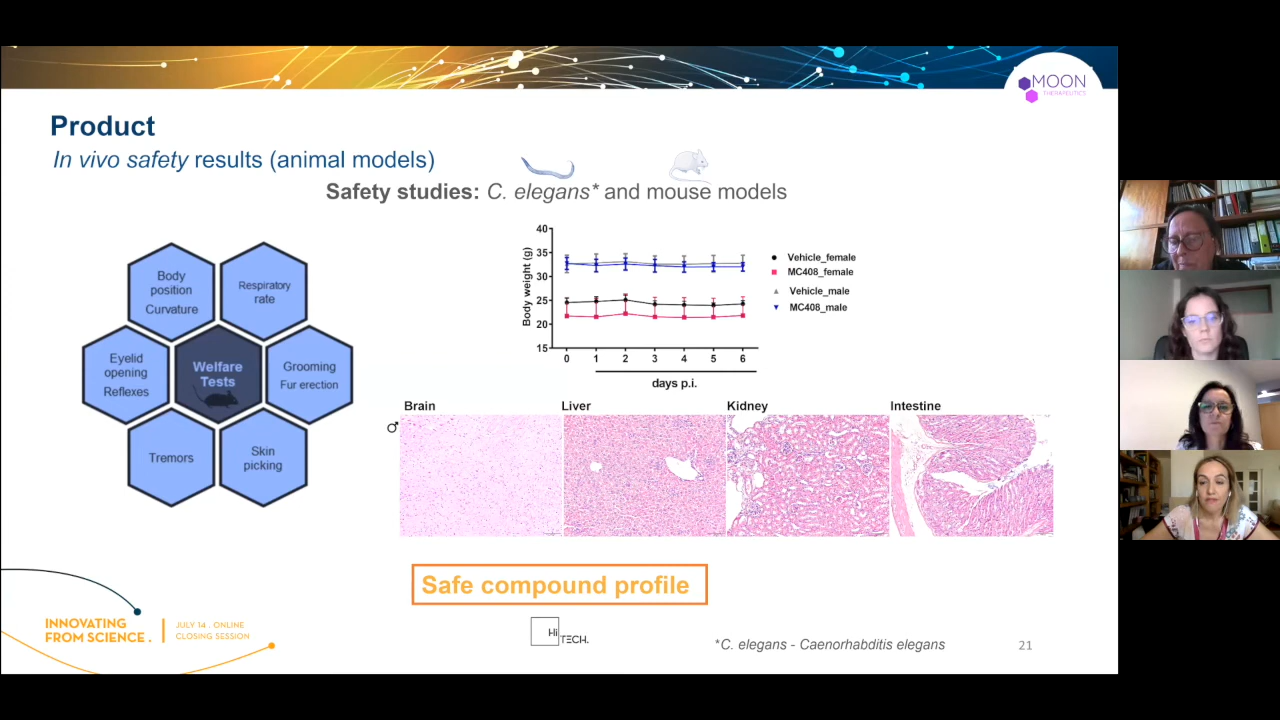 MOON
THERAPEUTICS
Product
In vivo safety results (animal models)
Safety studies: C. elegans* and mouse models
Body
position
Curvature
Respiratory
rate
Eyelid
opening
Reflexes
Welfare
Tests
Grooming
Fur erection
Tremors
Skin
picking
Body weight (g)
40
35
30
25
20
15
0 1 2 3 4 5 6
days p.i.
Vehicle_female
MC408_female
Vehicle_male
MC408_male
Brain Liver Kidney Intestine
♂
Safe compound profile
INNOVATING
FROM SCIENCE .
JULY 14 . ONLINE
CLOSING SESSION
Hi
TECH.
*C. elegans - Caenorhabditis elegans
21